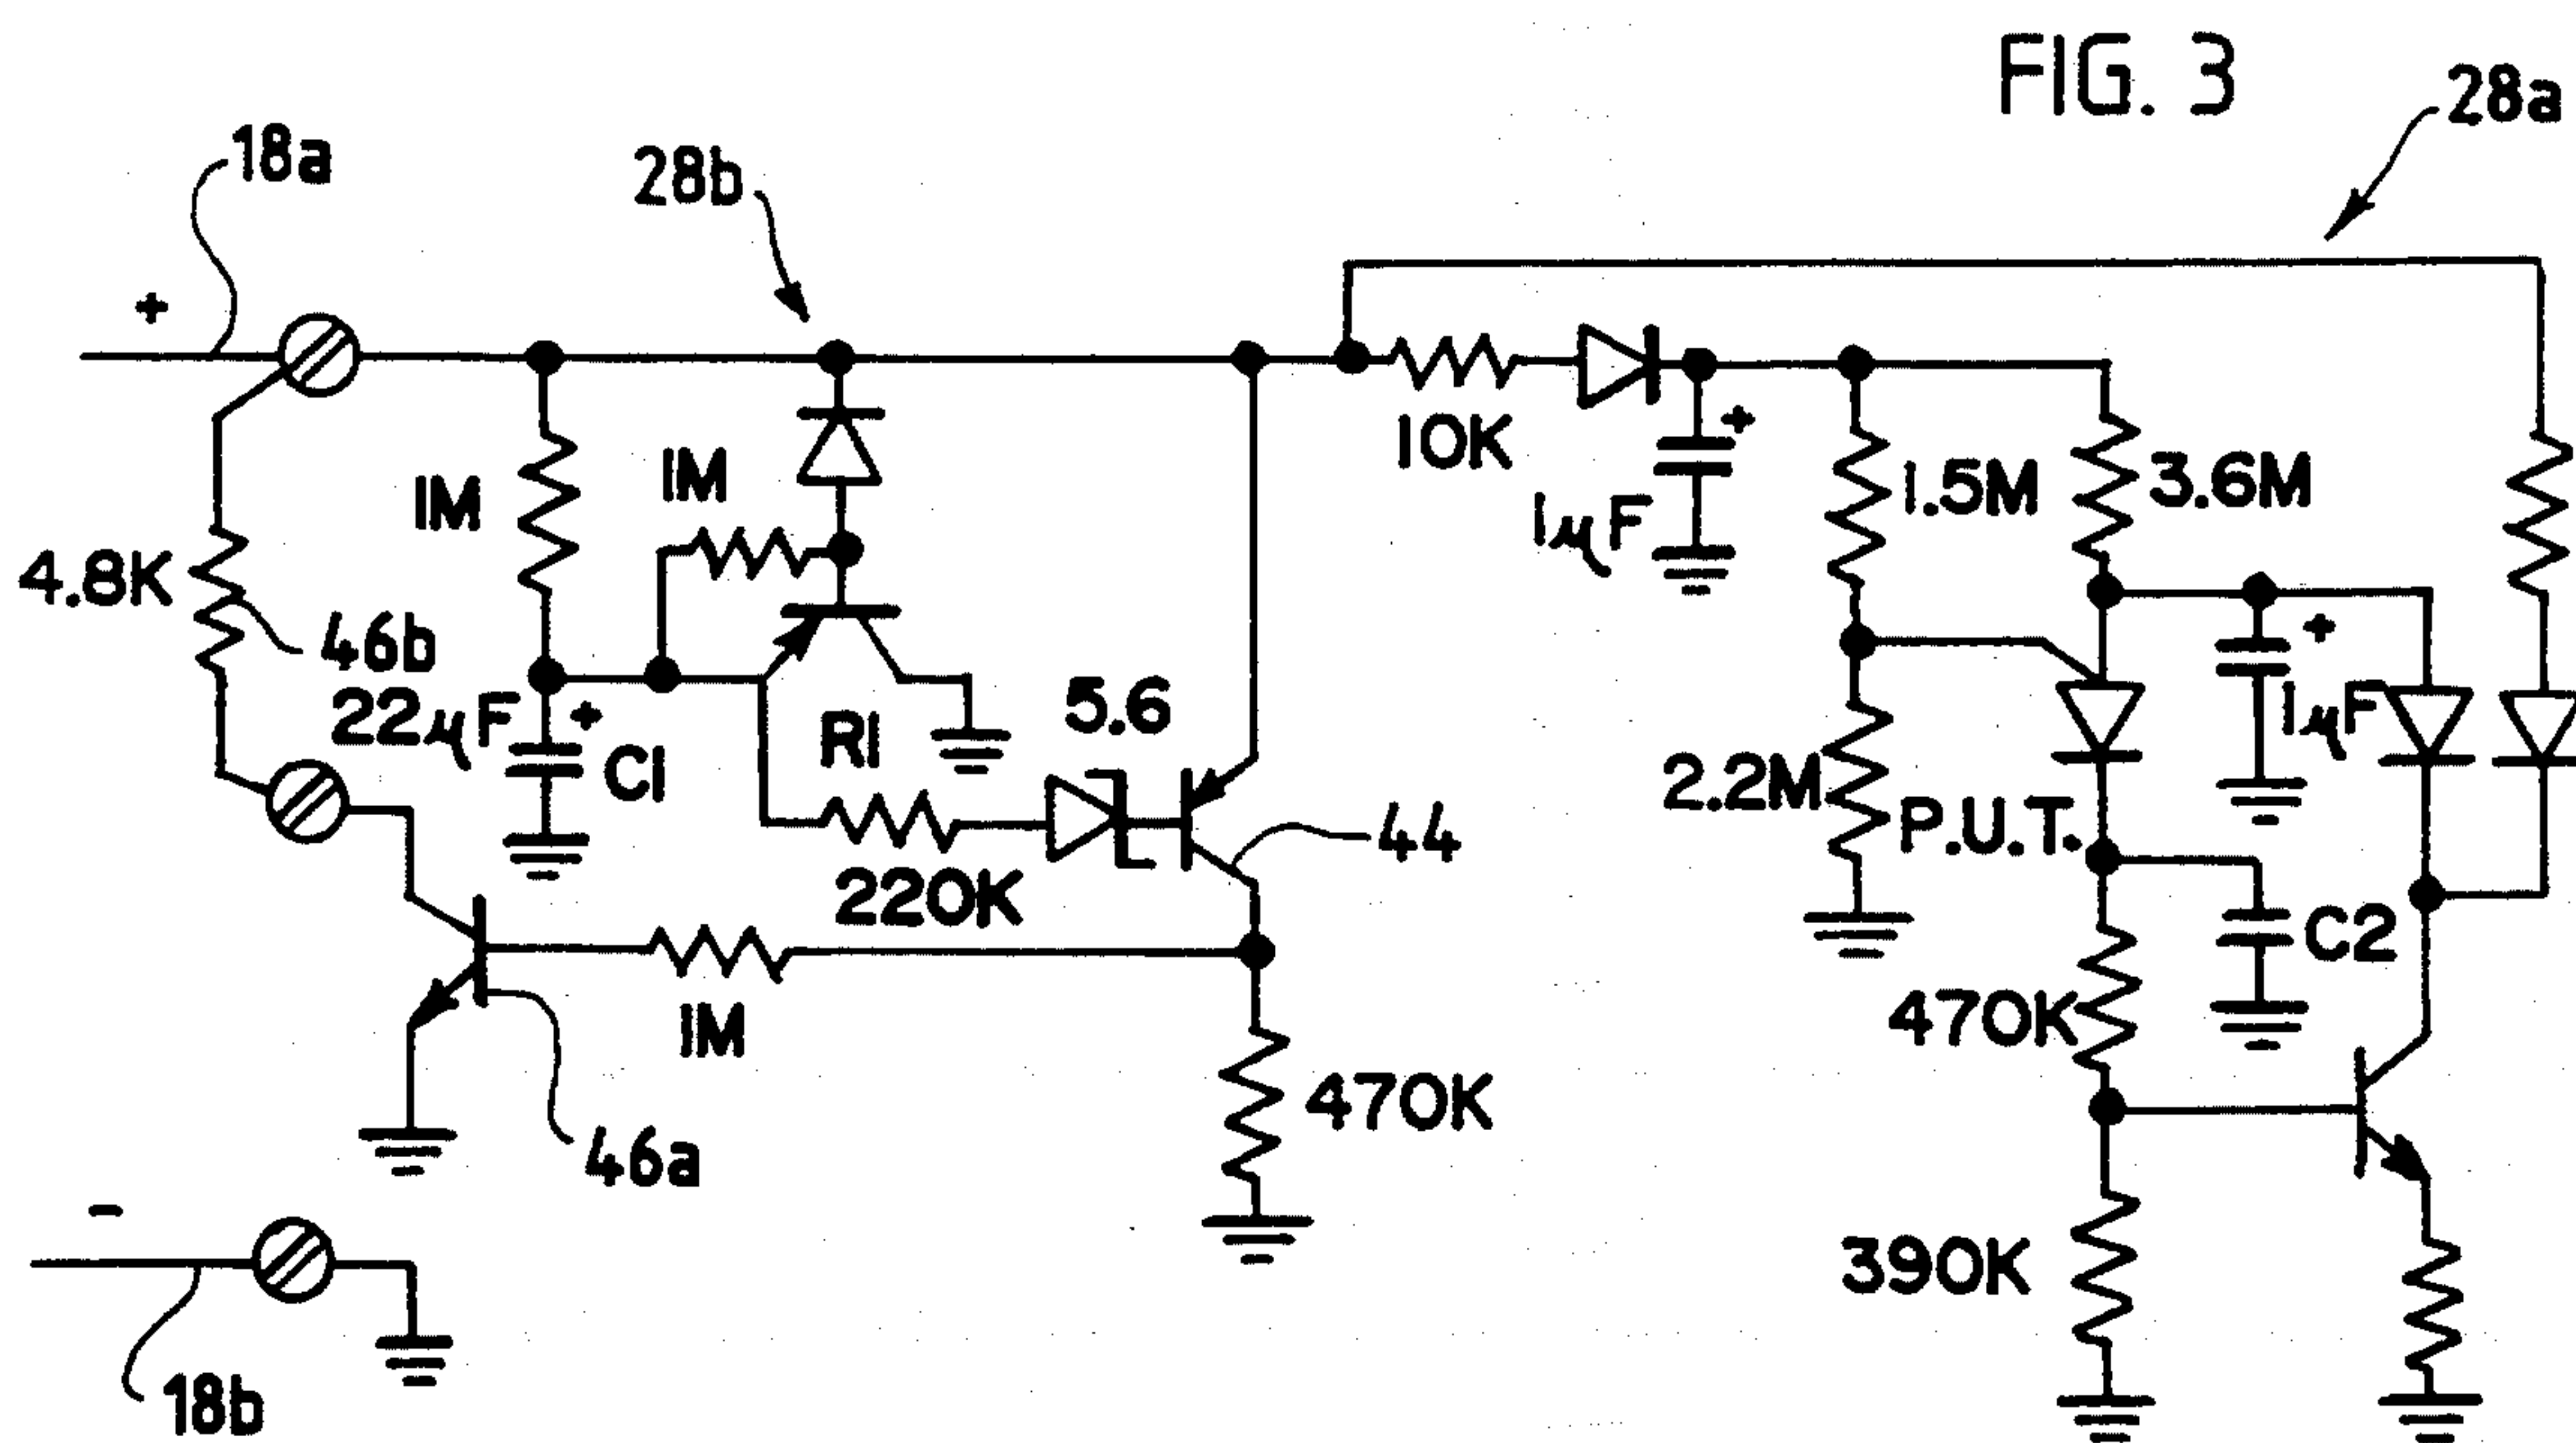 FIG. 3
28a
18a
28b
+
10K
+
1μF
1.5M
3.6M
1M
1M
4.8K
46b
22μF
+
C1
R1
5.6
+
1μF
2.2M
P.U.T.
44
220K
C2
470K
1M
470K
46a
390K
-
18b